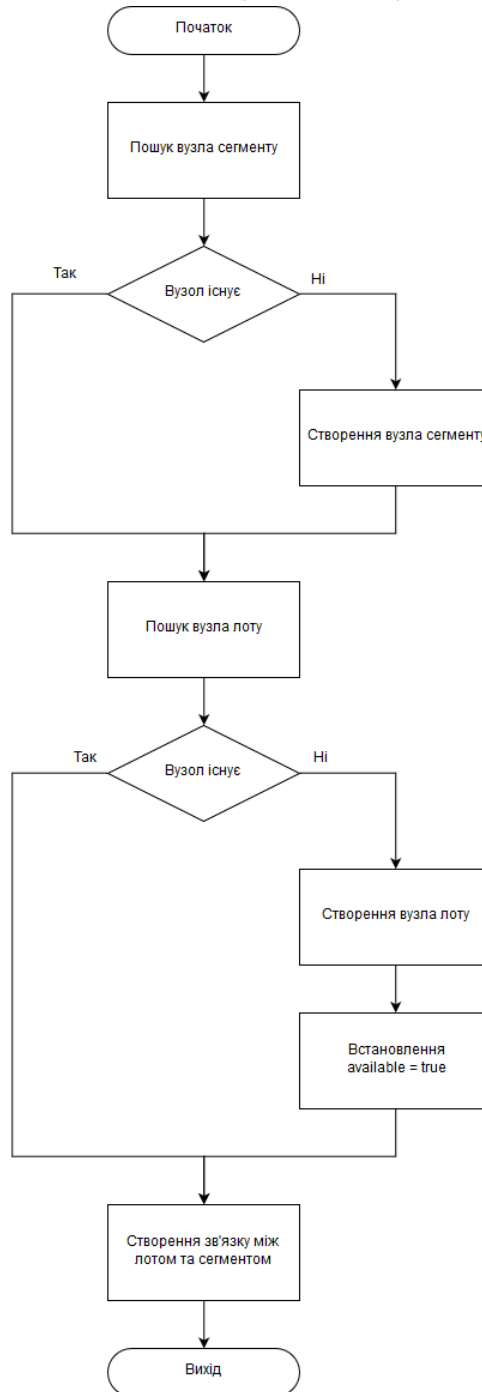 Початок
Пошук вузла сегменту
Так
Вузол існує
Ні
Створення вузла сегменту
Пошук вузла лоту
Так
Вузол існує
Ні
Створення вузла лоту
Встановлення
available = true
Створення зв'язку між
лотом та сегментом
Вихід